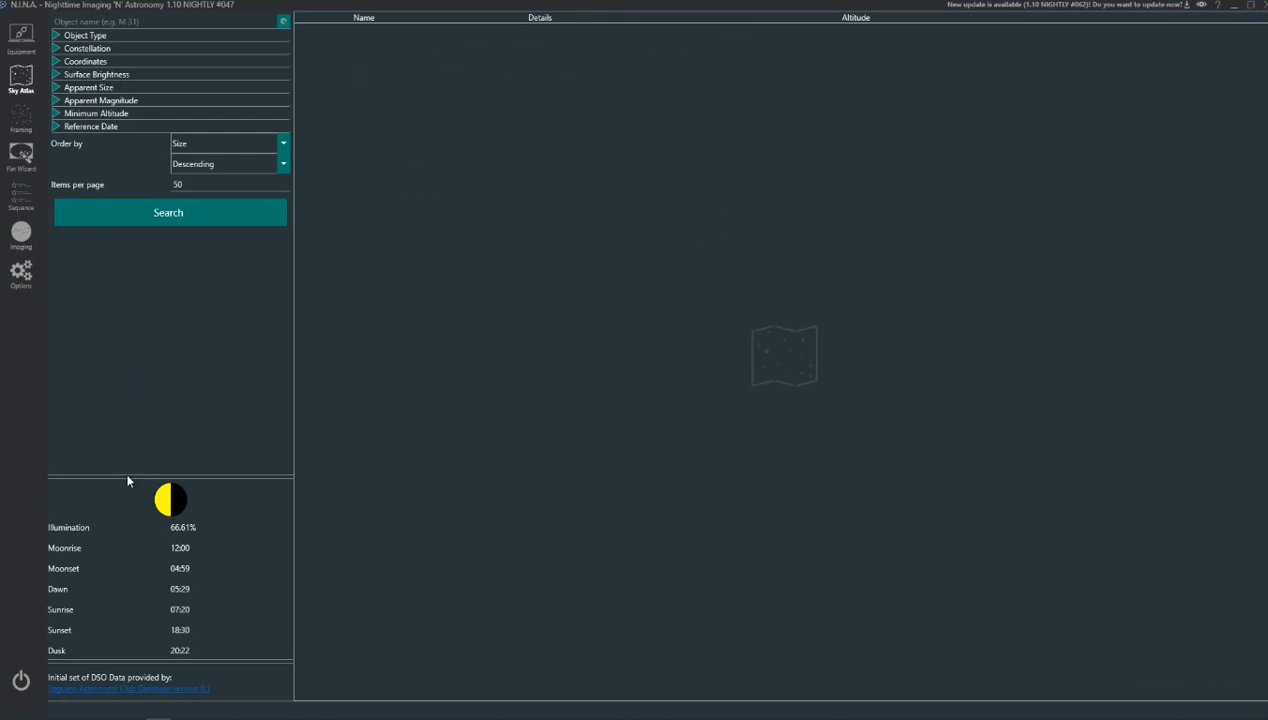 N.I.N.A. - Nighttime Imaging 'N' Astronomy 1.10 NIGHTLY #047
New update is available (1.10 NIGHTLY #062)! Do you want to update now?
Object name (e.g. M 31)
Name Details Altitude
Equipment
Sky Atlas
Framing
Flat Wizard
Sequence
Imaging
Options
Object Type
Constellation
Coordinates
Surface Brightness
Apparent Size
Apparent Magnitude
Minimum Altitude
Reference Date
Order by Size
Descending
Items per page 50
Search
Illumination 66.61%
Moonrise 12:00
Moonset 04:59
Dawn 05:29
Sunrise 07:20
Sunset 18:30
Dusk 20:22
Initial set of DSO Data provided by:
Astronomy Club Database version